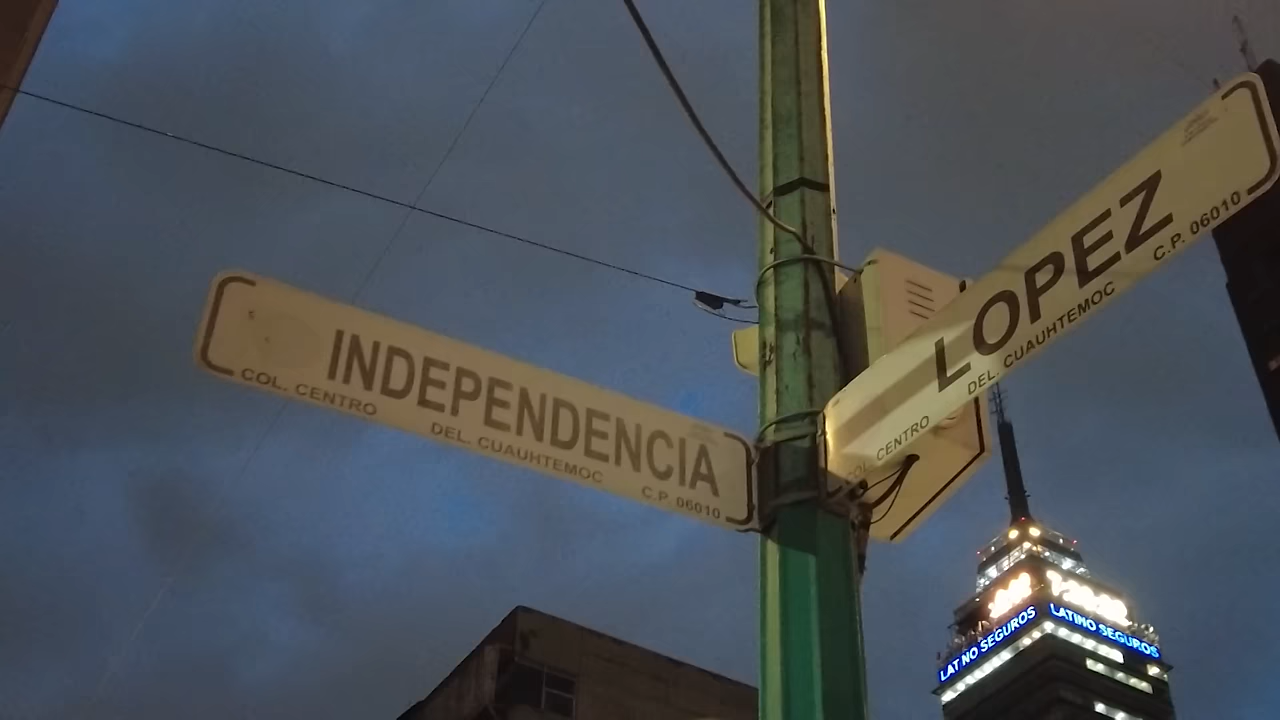 INDEPENDENCIA
COL. CENTRO
DEL. CUAUHTEMOC
C.P. 06010
LOPEZ
COL. CENTRO
DEL. CUAUHTEMOC
C.P. 06010
LATINO SEGUROS
LATINO SEGUROS